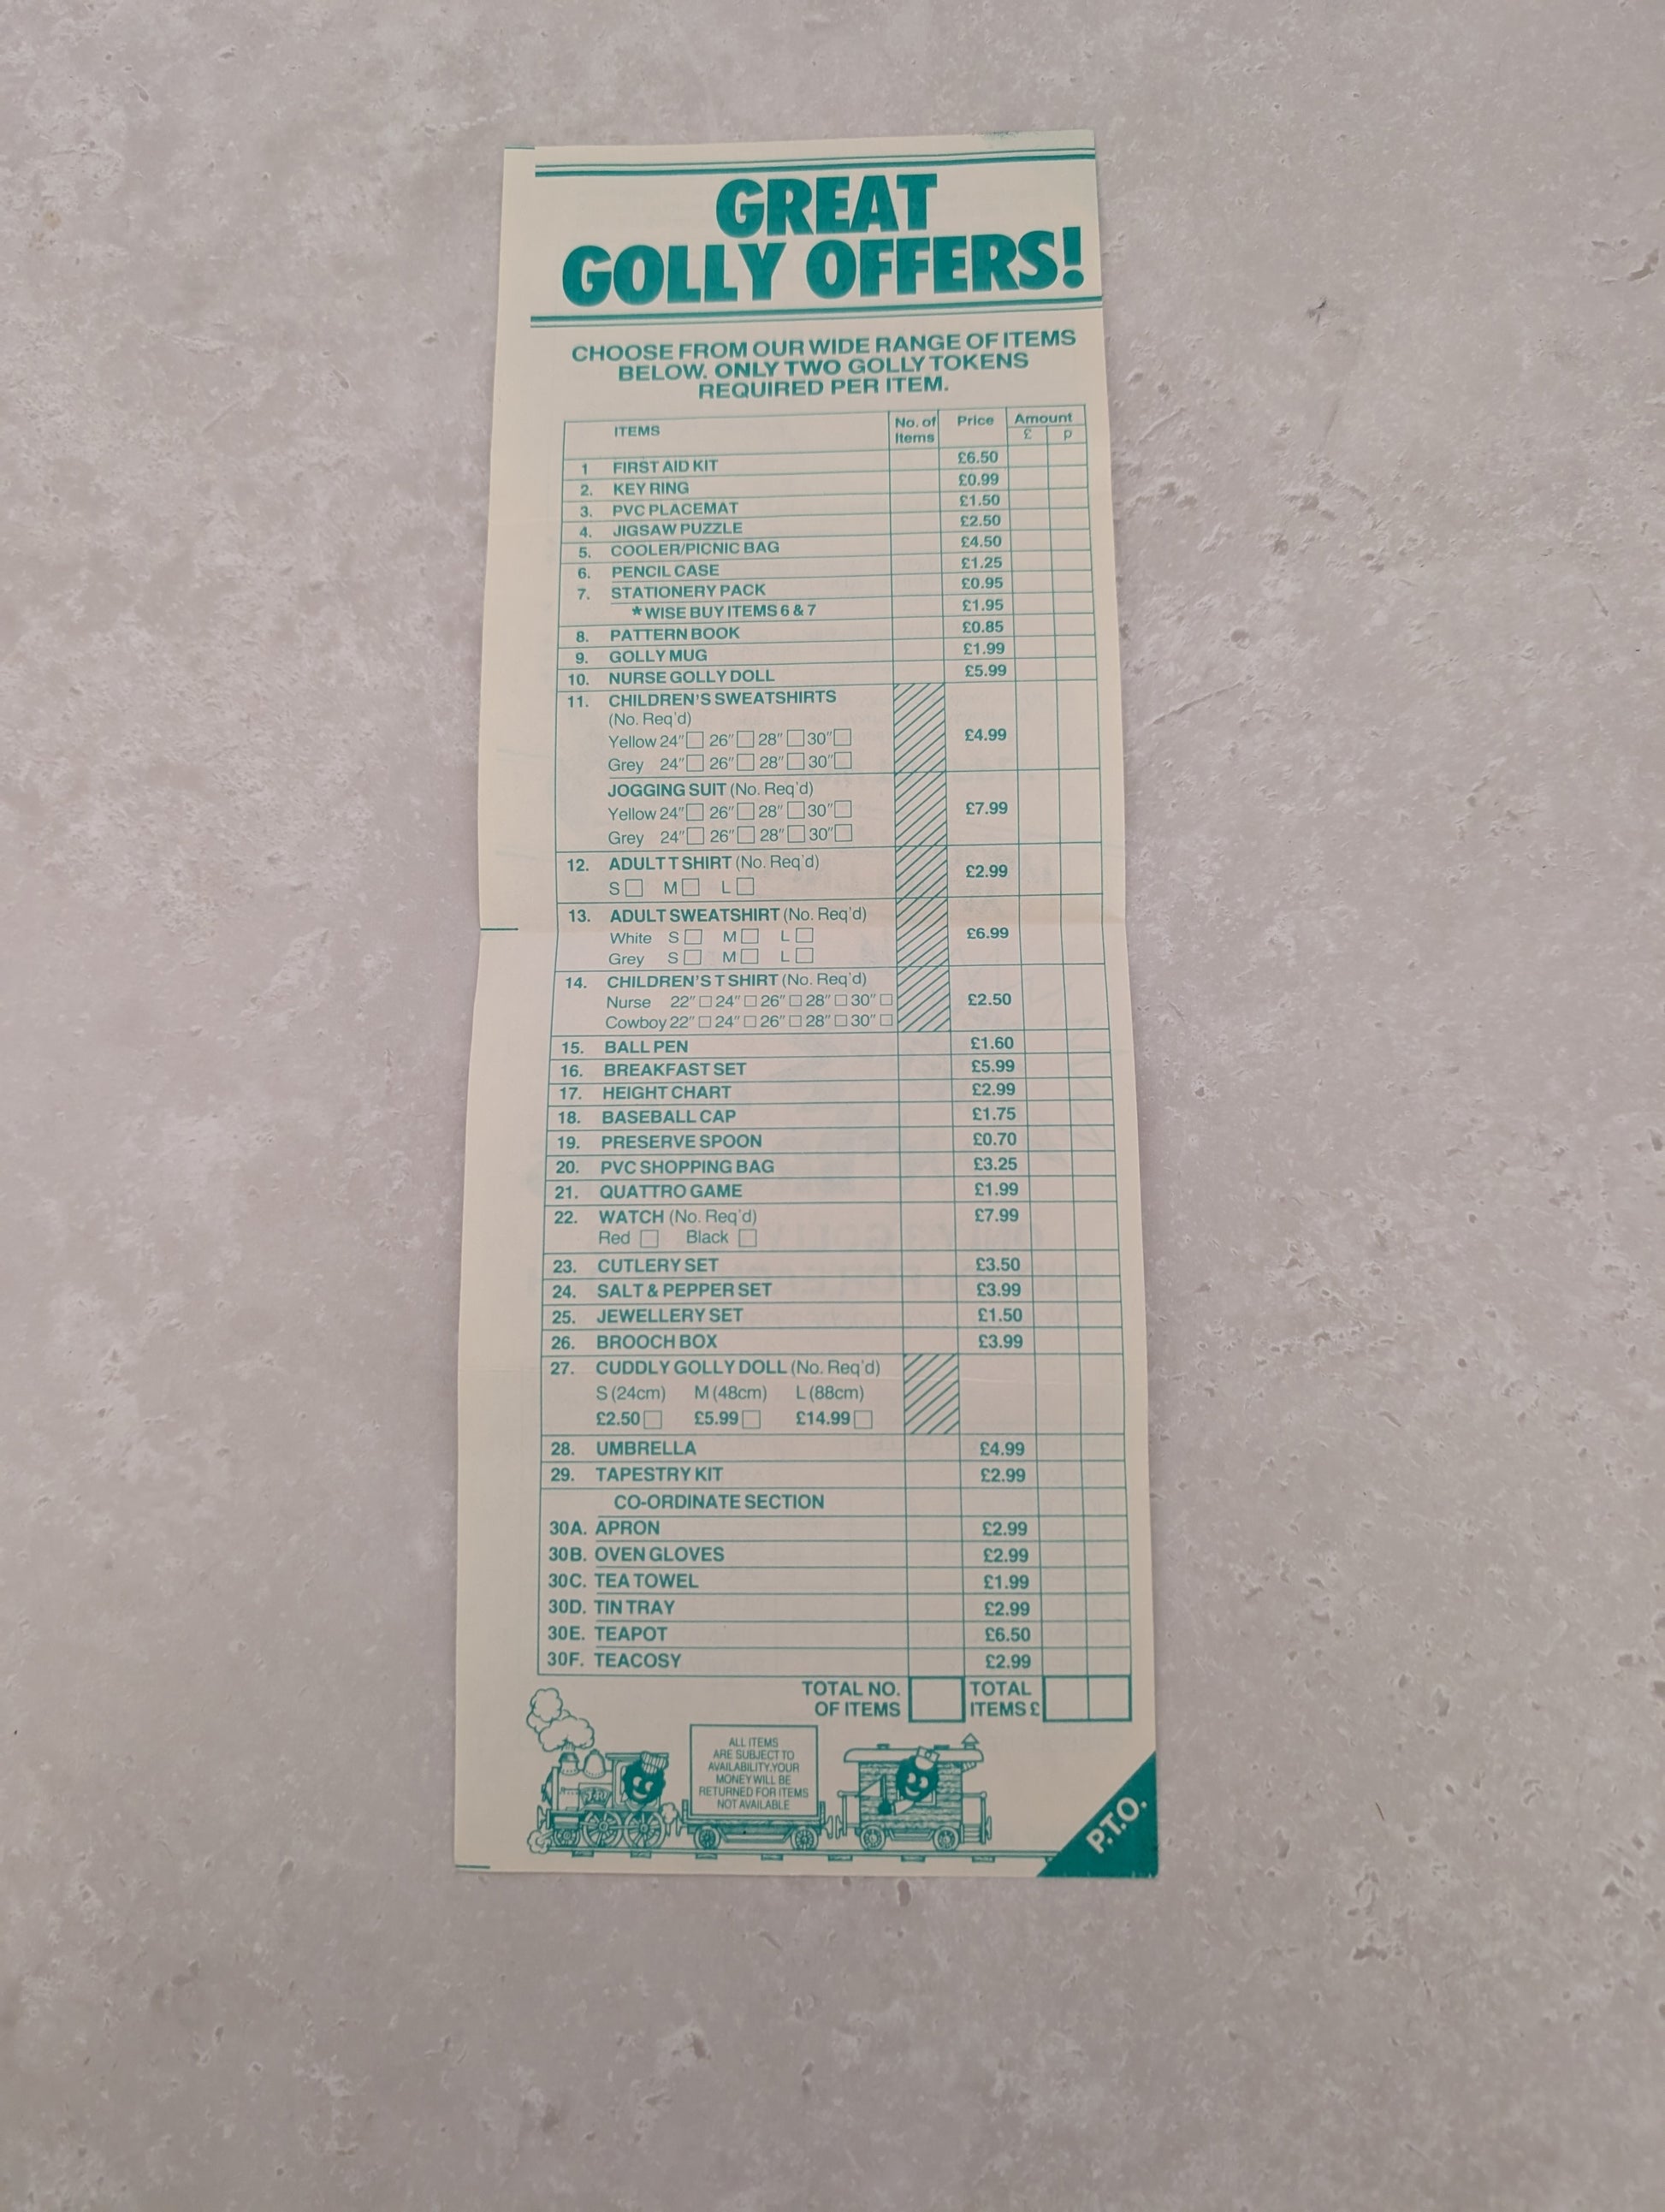 GREAT
GOLLY OFFERS!
CHOOSE FROM OUR WIDE RANGE OF ITEMS
BELOW. ONLY TWO GOLLY TOKENS
REQUIRED PER ITEM.
ITEMS No. of Items Price Amount £ p
1 FIRST AID KIT £6.50
2. KEY RING £0.99
3. PVC PLACEMAT £1.50
4. JIGSAW PUZZLE £2.50
5. COOLER/PICNIC BAG £4.50
6. PENCIL CASE £1.25
7. STATIONERY PACK £0.95
*WISE BUY ITEMS 6 & 7 £1.95
8. PATTERN BOOK £0.85
9. GOLLY MUG £1.99
10. NURSE GOLLY DOLL £5.99
11. CHILDREN'S SWEATSHIRTS
(No. Req'd)
Yellow 24" 26" 28" 30" £4.99
Grey 24" 26" 28" 30"
JOGGING SUIT (No. Req'd)
Yellow 24" 26" 28" 30" £7.99
Grey 24" 26" 28" 30"
12. ADULT T SHIRT (No. Req'd) £2.99
S M L
13. ADULT SWEATSHIRT (No. Req'd)
White S M L £6.99
Grey S M L
14. CHILDREN'S T SHIRT (No. Req'd)
Nurse 22" 24" 26" 28" 30" £2.50
Cowboy 22" 24" 26" 28" 30"
15. BALL PEN £1.60
16. BREAKFAST SET £5.99
17. HEIGHT CHART £2.99
18. BASEBALL CAP £1.75
19. PRESERVE SPOON £0.70
20. PVC SHOPPING BAG £3.25
21. QUATTRO GAME £1.99
22. WATCH (No. Req'd) £7.99
Red Black
23. CUTLERY SET £3.50
24. SALT & PEPPER SET £3.99
25. JEWELLERY SET £1.50
26. BROOCH BOX £3.99
27. CUDDLY GOLLY DOLL (No. Req'd)
S (24cm) M (48cm) L (88cm)
£2.50 £5.99 £14.99
28. UMBRELLA £4.99
29. TAPESTRY KIT £2.99
CO-ORDINATE SECTION
30A. APRON £2.99
30B. OVEN GLOVES £2.99
30C. TEA TOWEL £1.99
30D. TIN TRAY £2.99
30E. TEAPOT £6.50
30F. TEACOSY £2.99
TOTAL NO. OF ITEMS TOTAL ITEMS £
ALL ITEMS
ARE SUBJECT TO
AVAILABILITY. YOUR
MONEY WILL BE
RETURNED FOR ITEMS
NOT AVAILABLE
P.T.O.